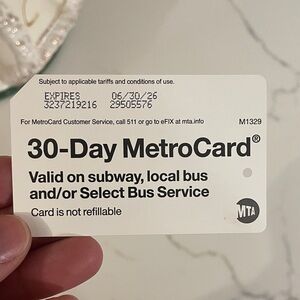 Subject to applicable tariffs and conditions of use.
EXPIRES 06/30/26
3237219216 29505576
For MetroCard Customer Service, call 511 or go to eFIX at mta.info M1329
30-Day MetroCard®
Valid on subway, local bus
and/or Select Bus Service
Card is not refillable
MTA